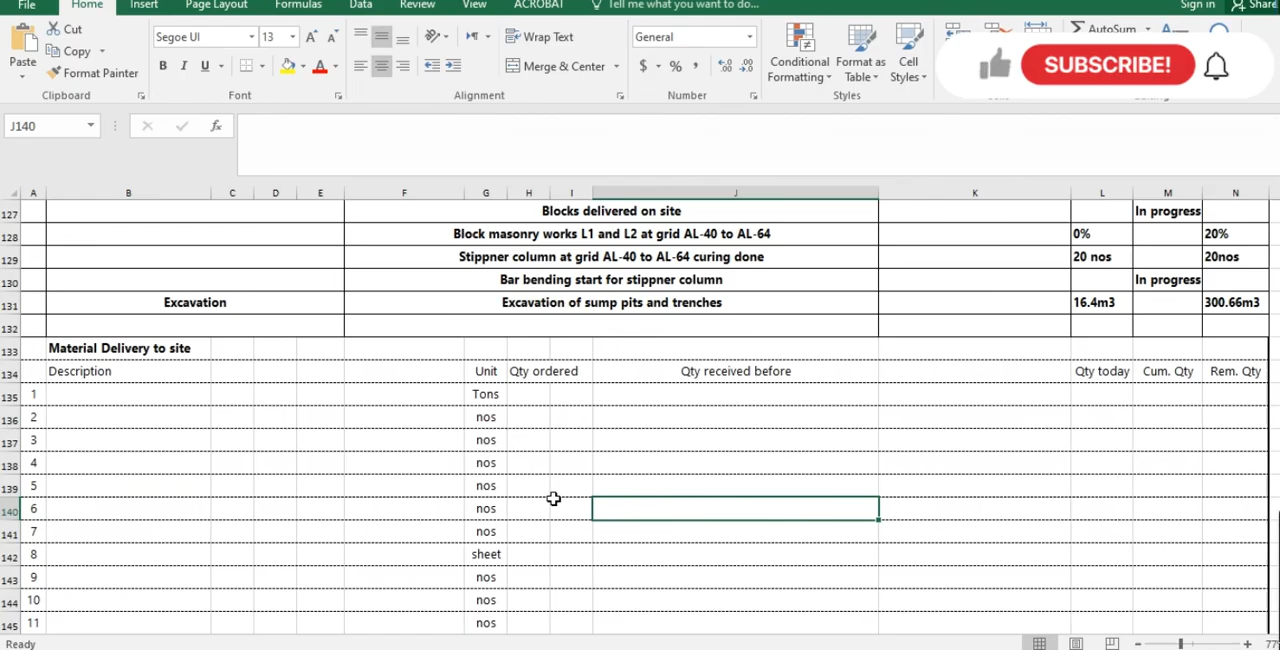 File Home Insert Page Layout Formulas Data Review View ACROBAT Tell me what you want to do... Sign in Share
Cut
Copy
Format Painter
Paste
Clipboard
Segoe UI 13
B I U
Font
Wrap Text
Merge & Center
Alignment
General
$ % ,
Number
Conditional Formatting
Format as Table
Cell Styles
Styles
AutoSum
SUBSCRIBE!
J140 fx
A B C D E F G H I J K L M N
127 Blocks delivered on site In progress
128 Block masonry works L1 and L2 at grid AL-40 to AL-64 0% 20%
129 Stippner column at grid AL-40 to AL-64 curing done 20 nos 20nos
130 Bar bending start for stippner column In progress
131 Excavation Excavation of sump pits and trenches 16.4m3 300.66m3
132
133 Material Delivery to site
134 Description Unit Qty ordered Qty received before Qty today Cum. Qty Rem. Qty
135 1 Tons
136 2 nos
137 3 nos
138 4 nos
139 5 nos
140 6 nos
141 7 nos
142 8 sheet
143 9 nos
144 10 nos
145 11 nos
Ready 77